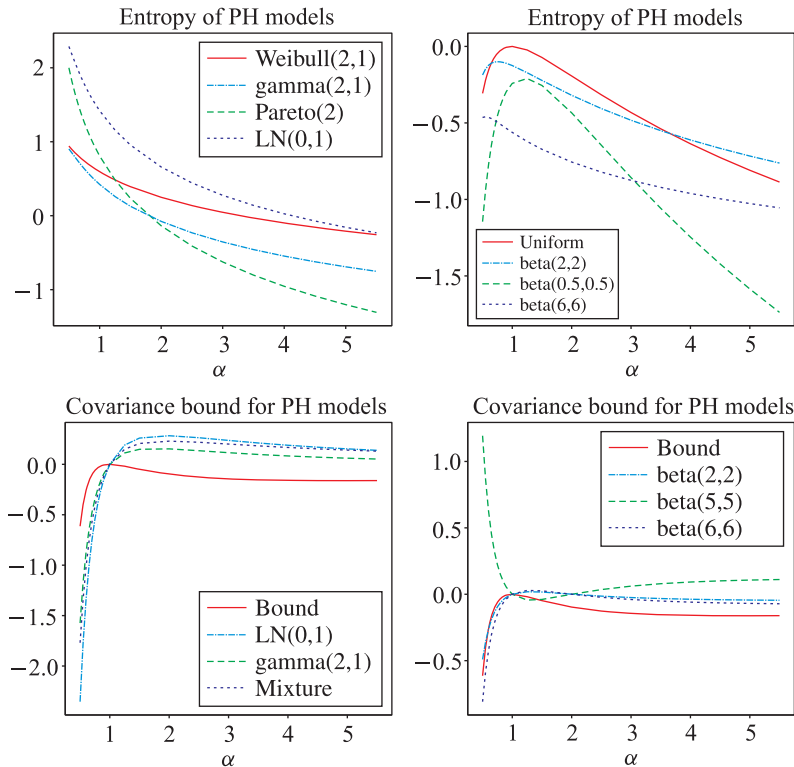 Entropy of PH models
2
1
0
−1
Weibull(2,1)
gamma(2,1)
Pareto(2)
LN(0,1)
1 2 3 4 5
α
Entropy of PH models
0.0
−0.5
−1.0
−1.5
Uniform
beta(2,2)
beta(0.5,0.5)
beta(6,6)
1 2 3 4 5
α
Covariance bound for PH models
0.0
−0.5
−1.0
−1.5
−2.0
Bound
LN(0,1)
gamma(2,1)
Mixture
1 2 3 4 5
α
Covariance bound for PH models
1.0
0.5
0.0
−0.5
Bound
beta(2,2)
beta(5,5)
beta(6,6)
1 2 3 4 5
α